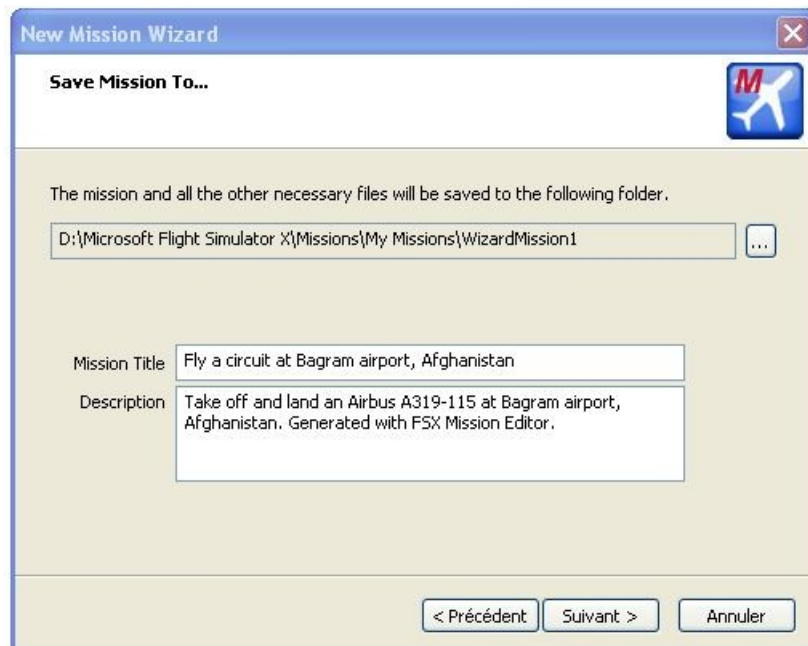 New Mission Wizard
Save Mission To...
M
The mission and all the other necessary files will be saved to the following folder.
D:\Microsoft Flight Simulator X\Missions\My Missions\WizardMission1
...
Mission Title
Fly a circuit at Bagram airport, Afghanistan
Description
Take off and land an Airbus A319-115 at Bagram airport,
Afghanistan. Generated with FSX Mission Editor.
< Précédent
Suivant >
Annuler